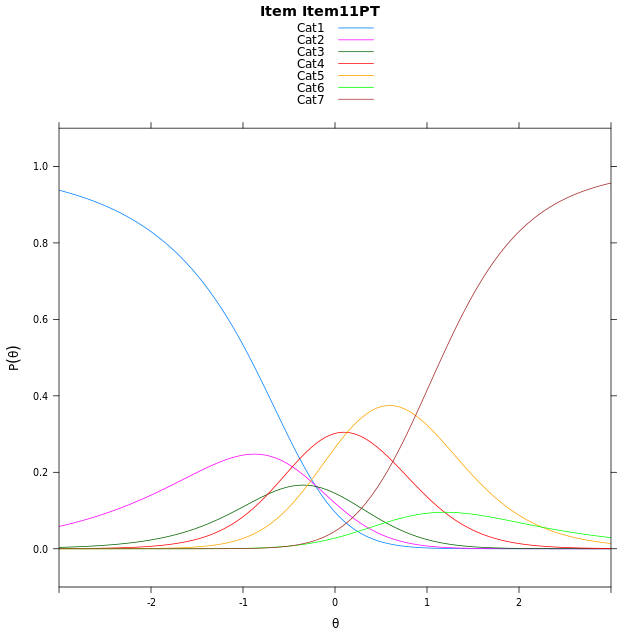 Item Item11PT
Cat1
Cat2
Cat3
Cat4
Cat5
Cat6
Cat7
1.0
0.8
0.6
0.4
0.2
0.0
P(θ)
-2 -1 0 1 2
θ